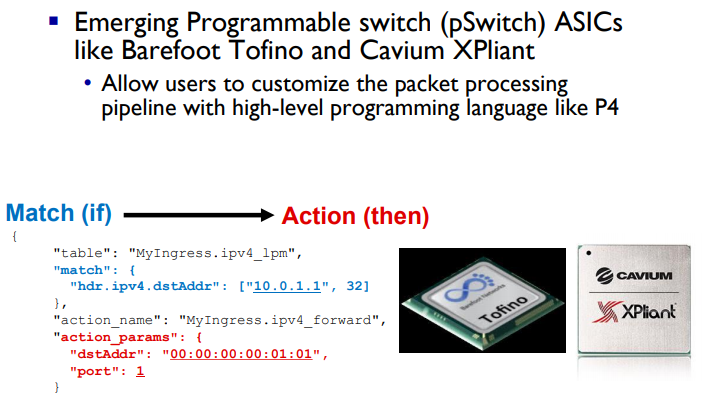 Emerging Programmable switch (pSwitch) ASICs
like Barefoot Tofino and Cavium XPliant
Allow users to customize the packet processing
pipeline with high-level programming language like P4
Match (if)
Action (then)
{
"table": "MyIngress.ipv4_lpm",
"match": {
"hdr.ipv4.dstAddr": ["10.0.1.1", 32]
},
"action_name": "MyIngress.ipv4_forward",
"action_params": {
"dstAddr": "00:00:00:00:01:01",
"port": 1
}
Barefoot Networks
Tofino
CAVIUM
XPliant